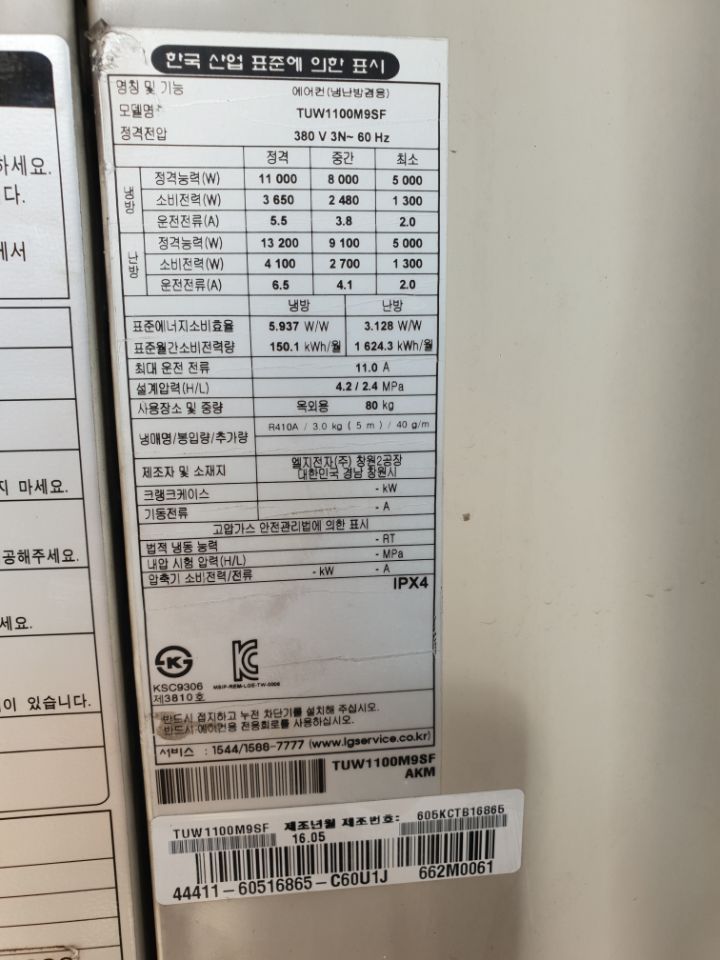 한국 산업 표준에 의한 표시
명칭 및 기능 에어컨(냉난방겸용)
모델명 TUW1100M9SF
정격전압 380 V 3N~ 60 Hz
정격 중간 최소
냉방
정격능력(W) 11 000 8 000 5 000
소비전력(W) 3 650 2 480 1 300
운전전류(A) 5.5 3.8 2.0
난방
정격능력(W) 13 200 9 100 5 000
소비전력(W) 4 100 2 700 1 300
운전전류(A) 6.5 4.1 2.0
냉방 난방
표준에너지소비효율 5.937 W/W 3.128 W/W
표준월간소비전력량 150.1 kWh/월 1 624.3 kWh/월
최대 운전 전류 11.0 A
설계압력(H/L) 4.2 / 2.4 MPa
사용장소 및 중량 옥외용 80 kg
냉매명/봉입량/추가량 R410A / 3.0 kg ( 5 m ) / 40 g/m
제조자 및 소재지 엘지전자(주) 창원2공장
대한민국 경남 창원시
크랭크케이스 - kW
기동전류 - A
고압가스 안전관리법에 의한 표시
법적 냉동 능력 - RT
내압 시험 압력(H/L) - MPa
압축기 소비전력/전류 - kW - A
IPX4
KSC9306
제3810호
MSIP-REM-LGE-TW-0006
반드시 접지하고 누전 차단기를 설치해 주십시오.
반드시 에어컨용 전용회로를 사용하십시오.
서비스 : 1544/1588-7777 (www.lgservice.co.kr)
TUW1100M9SF
AKM
TUW1100M9SF 제조년월 제조번호: 605KCTB16865
16.05
44411-60516865-C60U1J 662M0061
하세요.
다.
에서
지 마세요.
공해주세요.
세요.
이 있습니다.